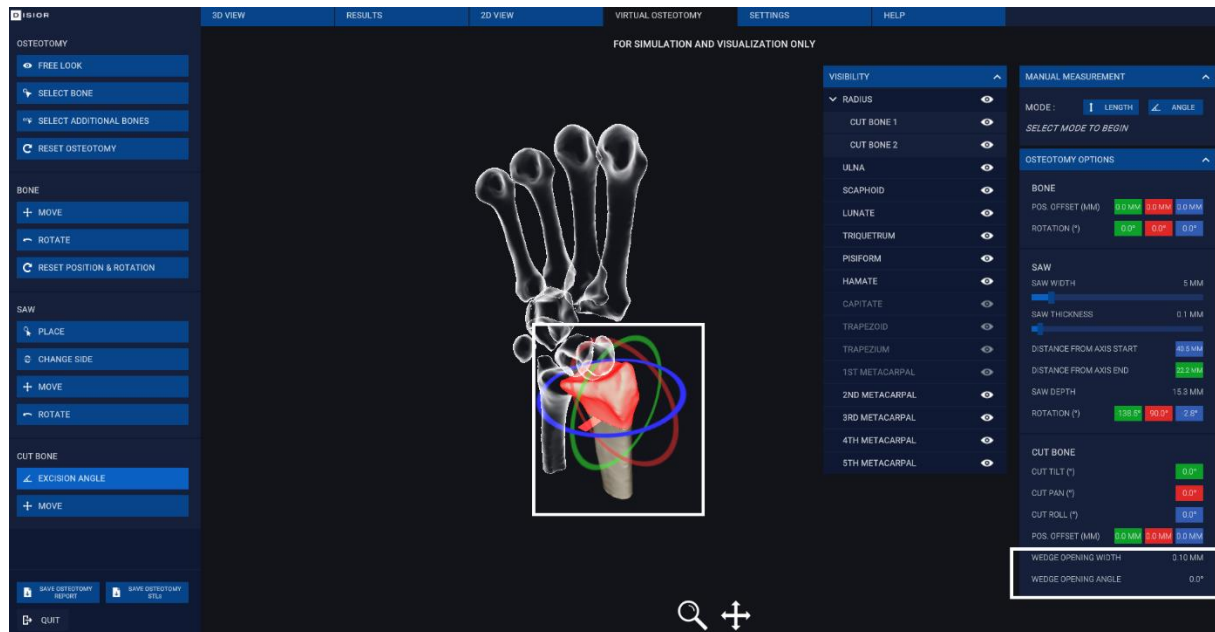 DISIOR
3D VIEW
RESULTS
2D VIEW
VIRTUAL OSTEOTOMY
SETTINGS
HELP
FOR SIMULATION AND VISUALIZATION ONLY
OSTEOTOMY
FREE LOOK
SELECT BONE
SELECT ADDITIONAL BONES
RESET OSTEOTOMY
BONE
MOVE
ROTATE
RESET POSITION & ROTATION
SAW
PLACE
CHANGE SIDE
MOVE
ROTATE
CUT BONE
EXCISION ANGLE
MOVE
SAVE OSTEOTOMY
REPORT
SAVE OSTEOTOMY
STLs
QUIT
VISIBILITY
RADIUS
CUT BONE 1
CUT BONE 2
ULNA
SCAPHOID
LUNATE
TRIQUETRUM
PISIFORM
HAMATE
CAPITATE
TRAPEZOID
TRAPEZIUM
1ST METACARPAL
2ND METACARPAL
3RD METACARPAL
4TH METACARPAL
5TH METACARPAL
MANUAL MEASUREMENT
MODE : LENGTH ANGLE
SELECT MODE TO BEGIN
OSTEOTOMY OPTIONS
BONE
POS. OFFSET (MM) 0.0 MM 0.0 MM 0.0 MM
ROTATION (°) 0.0° 0.0° 0.0°
SAW
SAW WIDTH 5 MM
SAW THICKNESS 0.1 MM
DISTANCE FROM AXIS START
DISTANCE FROM AXIS END 22.2 MM
SAW DEPTH 15.3 MM
ROTATION (°) -138.5° 90.0° -2.8°
CUT BONE
CUT TILT (°) 0.0°
CUT PAN (°) 0.0°
CUT ROLL (°) 0.0°
POS. OFFSET (MM) 0.0 MM 0.0 MM 0.0 MM
WEDGE OPENING WIDTH 0.10 MM
WEDGE OPENING ANGLE 0.0°